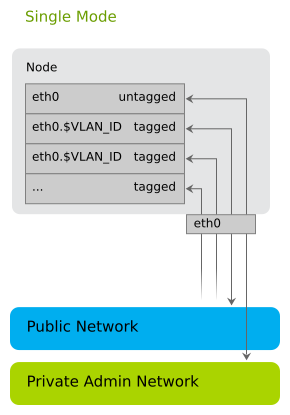 Single Mode
Node
eth0 untagged
eth0.$VLAN_ID tagged
eth0.$VLAN_ID tagged
... tagged
eth0
Public Network
Private Admin Network